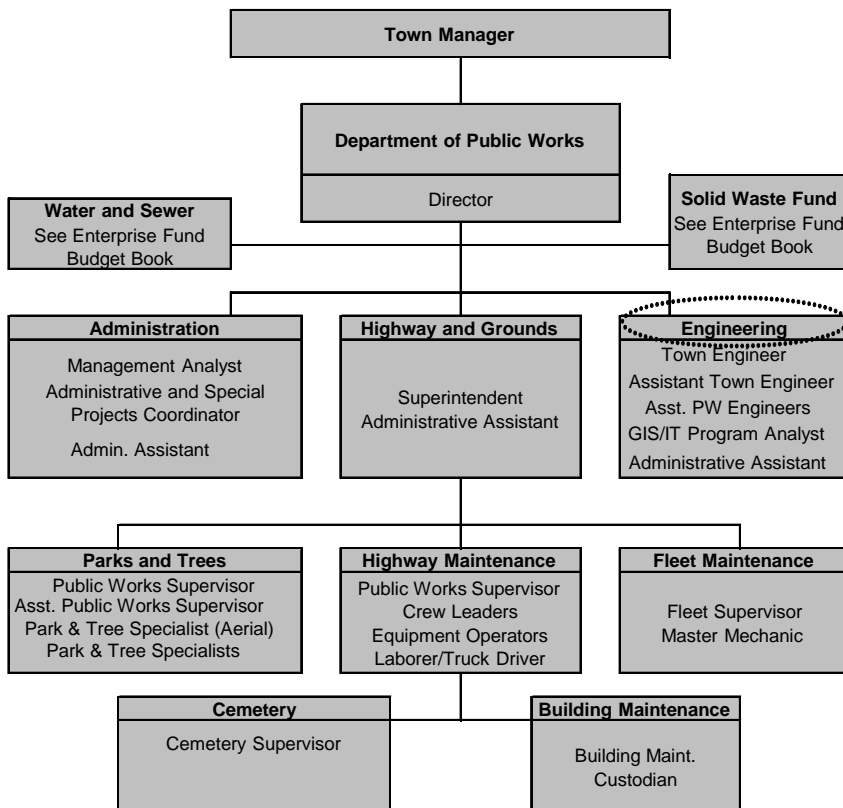 Town Manager
Department of Public Works
Director
Water and Sewer
See Enterprise Fund
Budget Book
Solid Waste Fund
See Enterprise Fund
Budget Book
Administration
Management Analyst
Administrative and Special
Projects Coordinator
Admin. Assistant
Highway and Grounds
Superintendent
Administrative Assistant
Engineering
Town Engineer
Assistant Town Engineer
Asst. PW Engineers
GIS/IT Program Analyst
Administrative Assistant
Parks and Trees
Public Works Supervisor
Asst. Public Works Supervisor
Park & Tree Specialist (Aerial)
Park & Tree Specialists
Highway Maintenance
Public Works Supervisor
Crew Leaders
Equipment Operators
Laborer/Truck Driver
Fleet Maintenance
Fleet Supervisor
Master Mechanic
Cemetery
Cemetery Supervisor
Building Maintenance
Building Maint.
Custodian